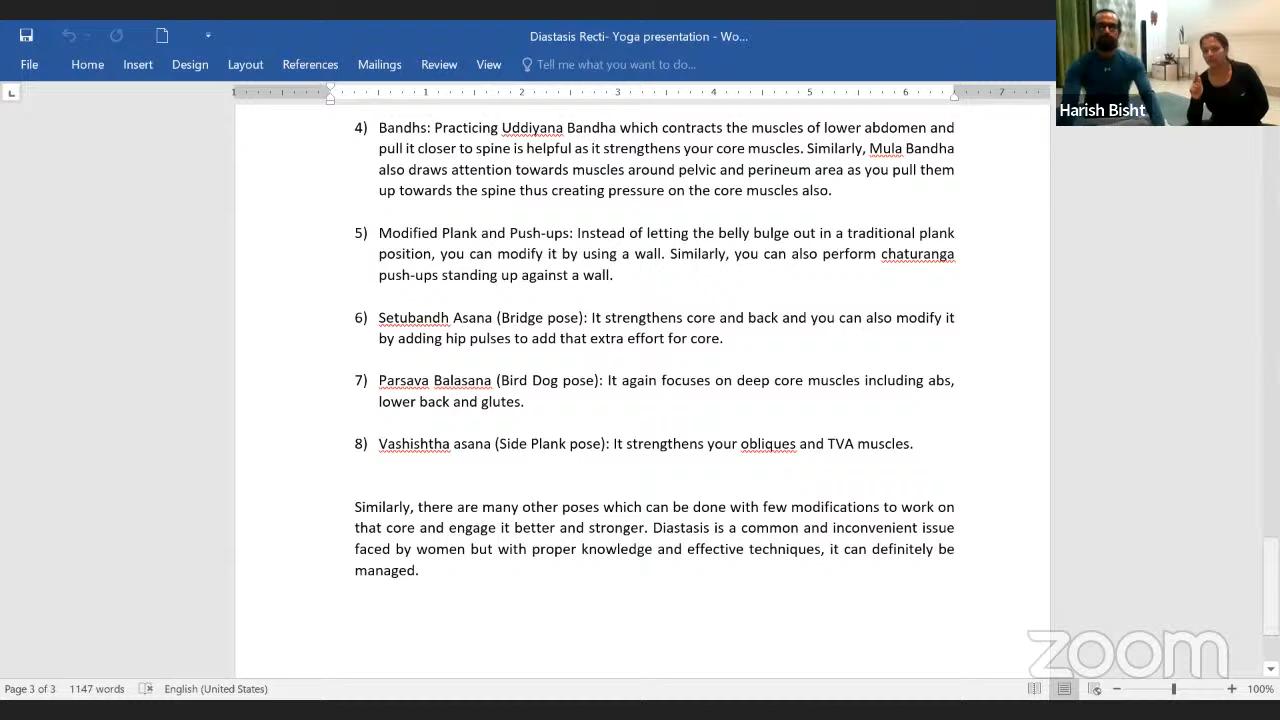 Diastasis Recti- Yoga presentation - Wo...
File Home Insert Design Layout References Mailings Review View Tell me what you want to do...
Harish Bisht
1 1 2 3 4 5 6 7
4) Bandhs: Practicing Uddiyana Bandha which contracts the muscles of lower abdomen and
pull it closer to spine is helpful as it strengthens your core muscles. Similarly, Mula Bandha
also draws attention towards muscles around pelvic and perineum area as you pull them
up towards the spine thus creating pressure on the core muscles also.
5) Modified Plank and Push-ups: Instead of letting the belly bulge out in a traditional plank
position, you can modify it by using a wall. Similarly, you can also perform chaturanga
push-ups standing up against a wall.
6) Setubandh Asana (Bridge pose): It strengthens core and back and you can also modify it
by adding hip pulses to add that extra effort for core.
7) Parsava Balasana (Bird Dog pose): It again focuses on deep core muscles including abs,
lower back and glutes.
8) Vashishtha asana (Side Plank pose): It strengthens your obliques and TVA muscles.
Similarly, there are many other poses which can be done with few modifications to work on
that core and engage it better and stronger. Diastasis is a common and inconvenient issue
faced by women but with proper knowledge and effective techniques, it can definitely be
managed.
zoom
Page 3 of 3 1147 words English (United States) 100%